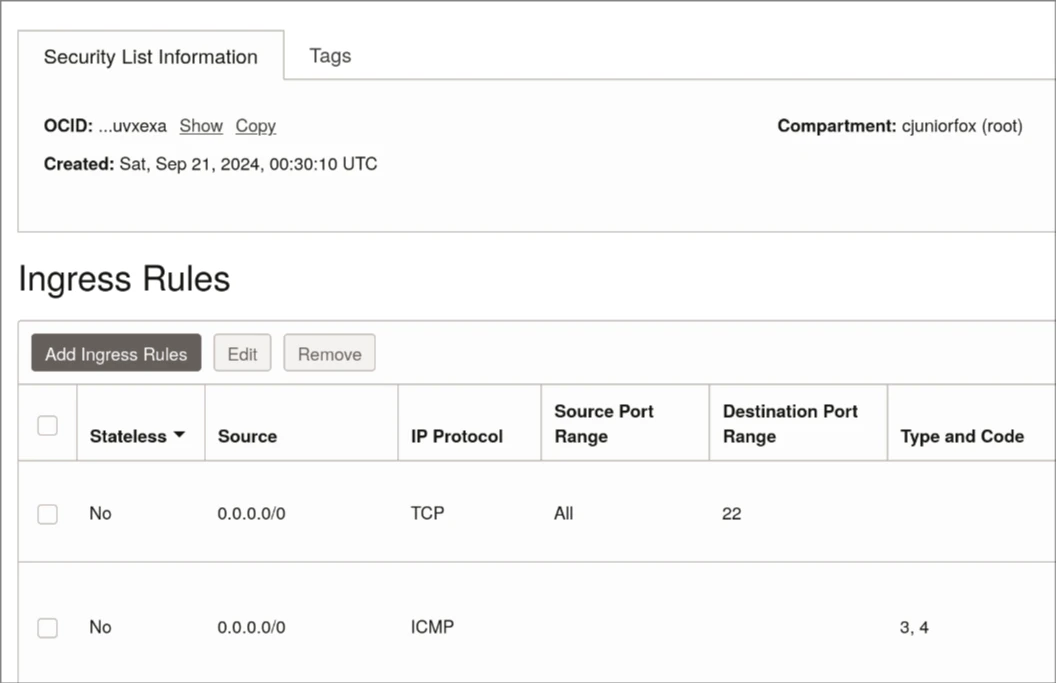 Security List Information Tags
OCID: ...uvxexa Show Copy Compartment: cjuniorfox (root)
Created: Sat, Sep 21, 2024, 00:30:10 UTC
Ingress Rules
Add Ingress Rules Edit Remove
Stateless Source IP Protocol Source Port Range Destination Port Range Type and Code
No 0.0.0.0/0 TCP All 22
No 0.0.0.0/0 ICMP 3, 4